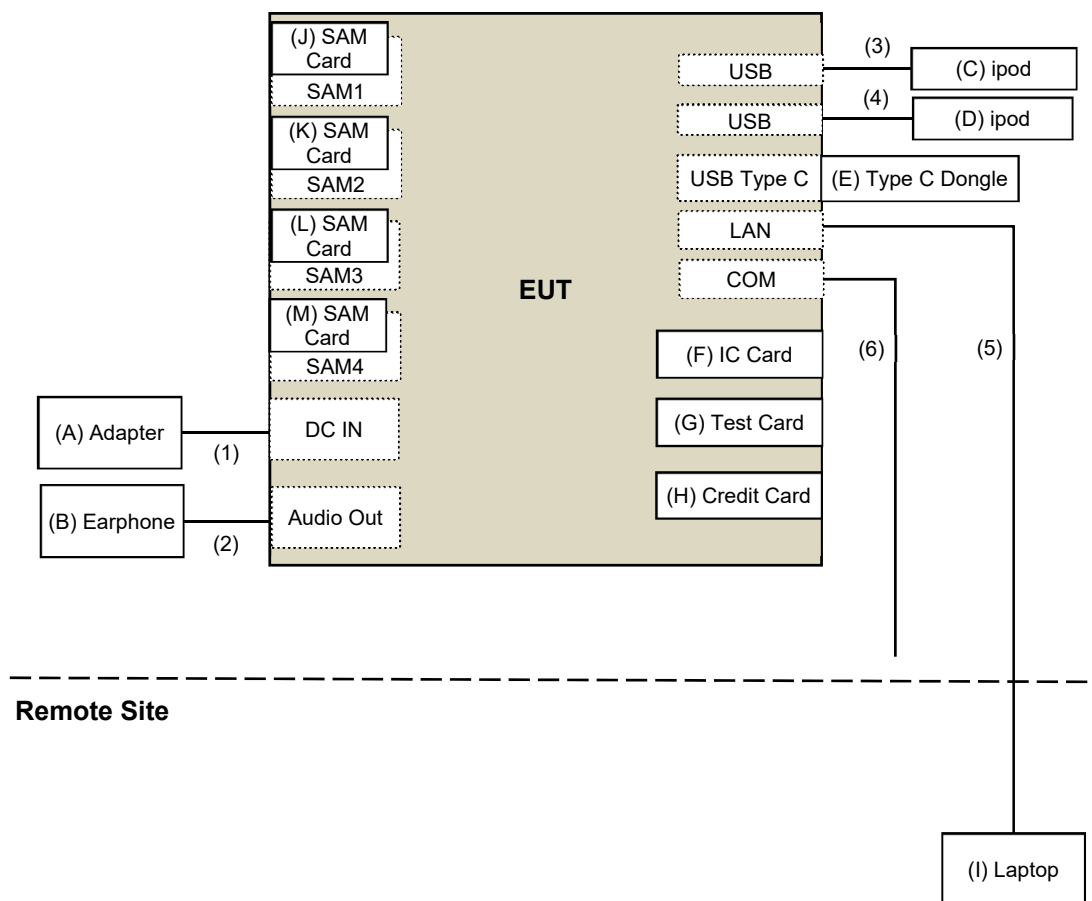 (J) SAM
Card
SAM1
(K) SAM
Card
SAM2
(L) SAM
Card
SAM3
(M) SAM
Card
SAM4
(A) Adapter
(1)
DC IN
(B) Earphone
(2)
Audio Out
EUT
USB
(3)
(C) ipod
USB
(4)
(D) ipod
USB Type C
(E) Type C Dongle
LAN
COM
(F) IC Card
(6)
(5)
(G) Test Card
(H) Credit Card
Remote Site
(I) Laptop